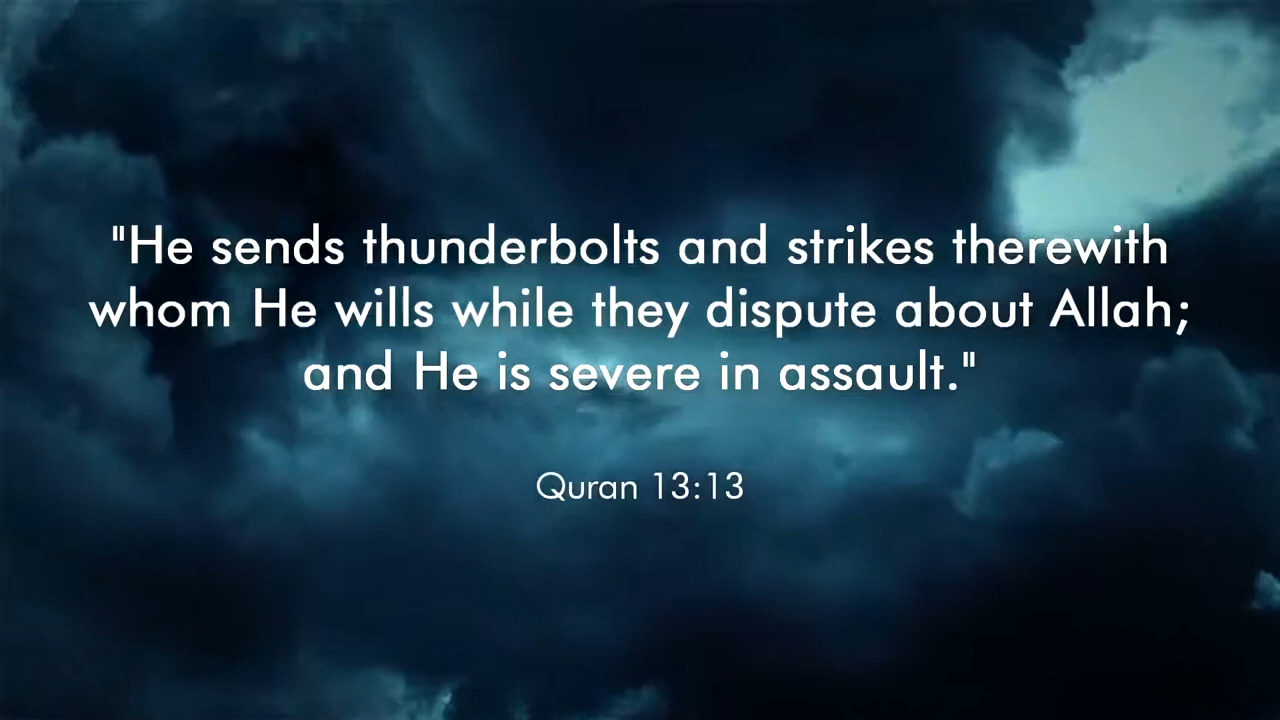 "He sends thunderbolts and strikes therewith
whom He wills while they dispute about Allah;
and He is severe in assault."
Quran 13:13